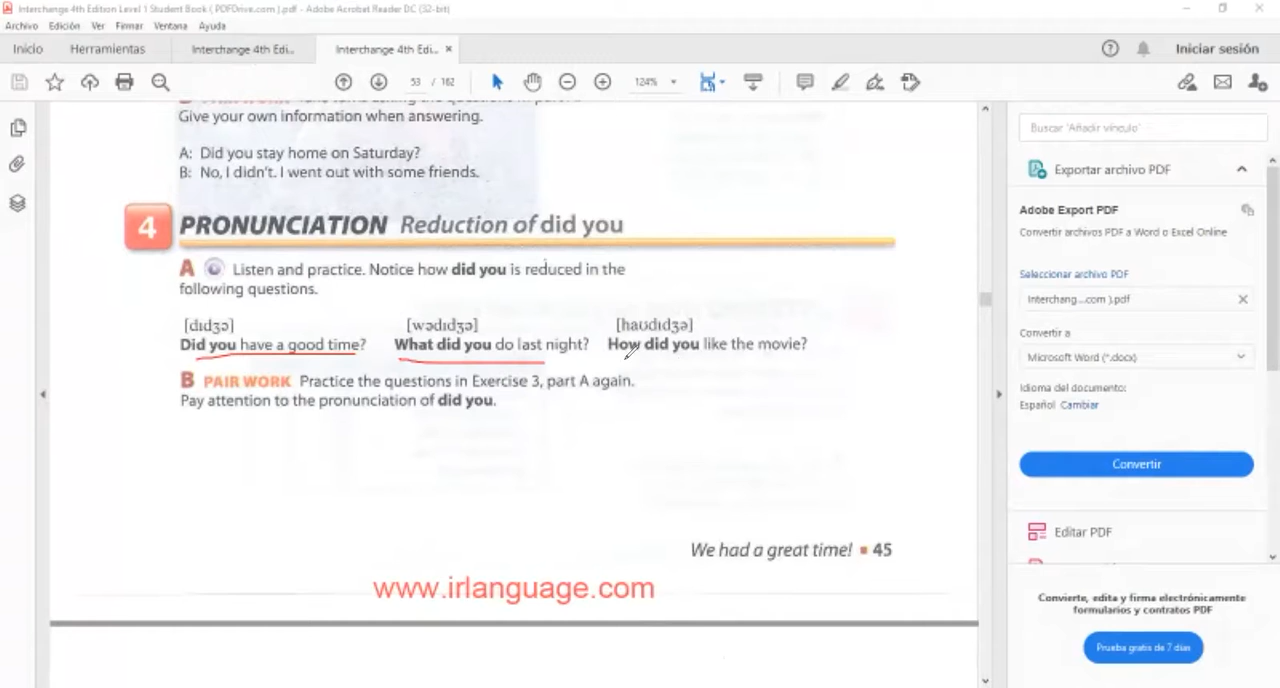 Interchange 4th Edition Level 1 Student Book ( PDFDrive.com ).pdf - Adobe Acrobat Reader DC (32-bit)
Archivo Edición Ver Firmar Ventana Ayuda
Inicio Herramientas Interchange 4th Edi... Interchange 4th Edi... × Iniciar sesión
53 / 162 124%
Give your own information when answering.
A: Did you stay home on Saturday?
B: No, I didn't. I went out with some friends.
4 PRONUNCIATION Reduction of did you
A Listen and practice. Notice how did you is reduced in the
following questions.
[dɪdʒə] [wədɪdʒə] [haʊdɪdʒə]
Did you have a good time? What did you do last night? How did you like the movie?
B PAIR WORK Practice the questions in Exercise 3, part A again.
Pay attention to the pronunciation of did you.
We had a great time! ■ 45
www.irlanguage.com
Buscar 'Añadir vínculo'
Exportar archivo PDF
Adobe Export PDF
Convertir archivos PDF a Word o Excel Online
Seleccionar archivo PDF
Interchang...com ).pdf
Convertir a
Microsoft Word (*.docx)
Idioma del documento:
Español Cambiar
Convertir
Editar PDF
Convierte, edita y firma electrónicamente
formularios y contratos PDF
Prueba gratis de 7 días